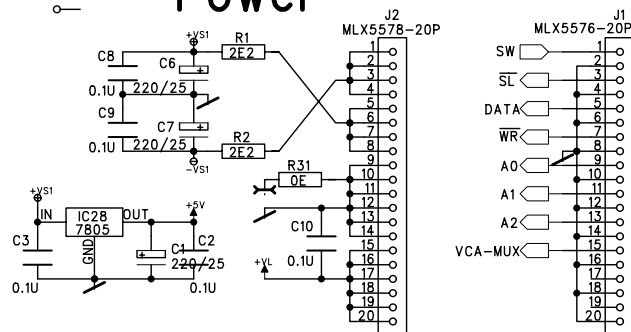 Power
J2
MLX5578-20P
J1
MLX5576-20P
+VS1
R1
2E2
C8
C6
+
0.1U
220/25
C9
C7
+
0.1U
220/25
R2
2E2
-VS1
R31
0E
+VS1
IN
IC28
7805
OUT
GND
+5V
C3
0.1U
C1
+
220/25
C2
0.1U
C10
0.1U
+VL
1
2
3
4
5
6
7
8
9
10
11
12
13
14
15
16
17
18
19
20
SW
SL
DATA
WR
A0
A1
A2
VCA-MUX
1
2
3
4
5
6
7
8
9
10
11
12
13
14
15
16
17
18
19
20